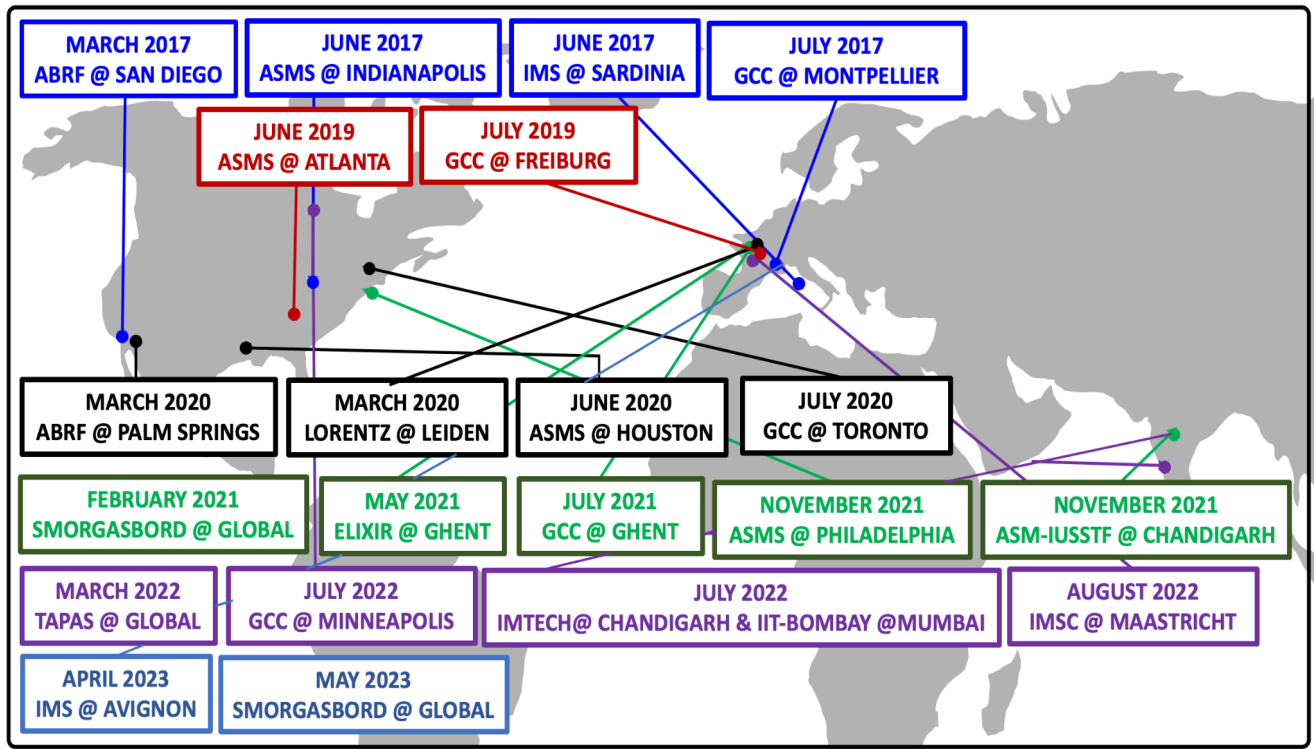 MARCH 2017
ABRF @ SAN DIEGO
JUNE 2017
ASMS @ INDIANAPOLIS
JUNE 2017
IMS @ SARDINIA
JULY 2017
GCC @ MONTPELLIER
JUNE 2019
ASMS @ ATLANTA
JULY 2019
GCC @ FREIBURG
MARCH 2020
ABRF @ PALM SPRINGS
MARCH 2020
LORENTZ @ LEIDEN
JUNE 2020
ASMS @ HOUSTON
JULY 2020
GCC @ TORONTO
FEBRUARY 2021
SMORGASBORD @ GLOBAL
MAY 2021
ELIXIR @ GHENT
JULY 2021
GCC @ GHENT
NOVEMBER 2021
ASMS @ PHILADELPHIA
NOVEMBER 2021
ASM-IUSSTF @ CHANDIGARH
MARCH 2022
TAPAS @ GLOBAL
JULY 2022
GCC @ MINNEAPOLIS
JULY 2022
IMTECH@ CHANDIGARH & IIT-BOMBAY @MUMBAI
AUGUST 2022
IMSC @ MAASTRICHT
APRIL 2023
IMS @ AVIGNON
MAY 2023
SMORGASBORD @ GLOBAL